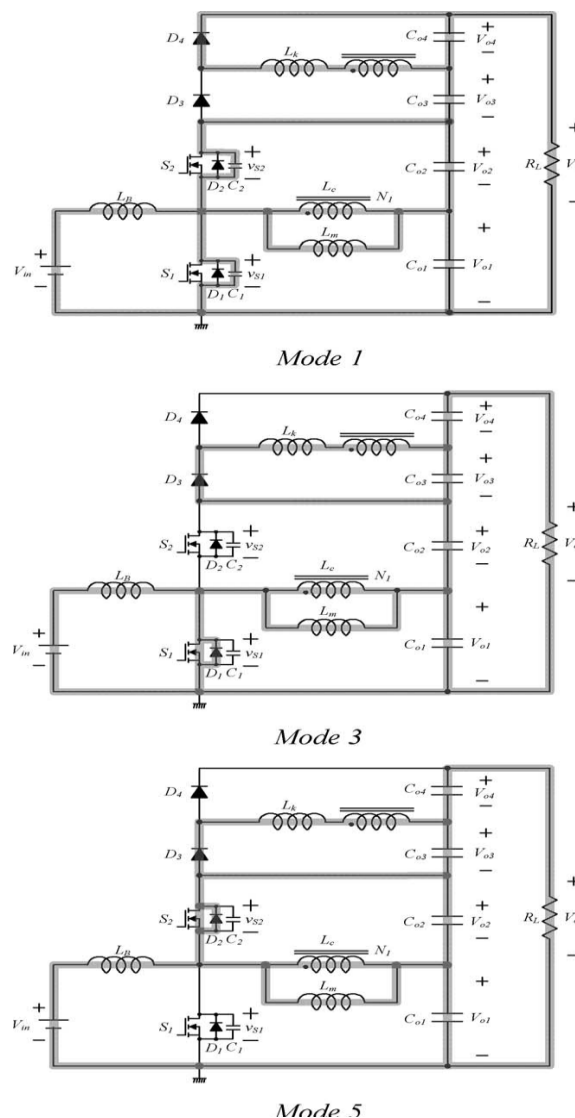 D4 Lk Co4 + Vo4 −
D3 Co3 + Vo3 −
S2 D2 C2 + vS2 − Co2 + Vo2 − RL + V −
LB Lc N1
Lm
Vin + − S1 D1 C1 + vS1 − Co1 + Vo1 −
Mode 1
D4 Lk Co4 + Vo4 −
D3 Co3 + Vo3 −
S2 D2 C2 + vS2 − Co2 + Vo2 − RL + V −
LB Lc N1
Lm
Vin + − S1 D1 C1 + vS1 − Co1 + Vo1 −
Mode 3
D4 Lk Co4 + Vo4 −
D3 Co3 + Vo3 −
S2 D2 C2 + vS2 − Co2 + Vo2 − RL + V −
LB Lc N1
Lm
Vin + − S1 D1 C1 + vS1 − Co1 + Vo1 −
Mode 5